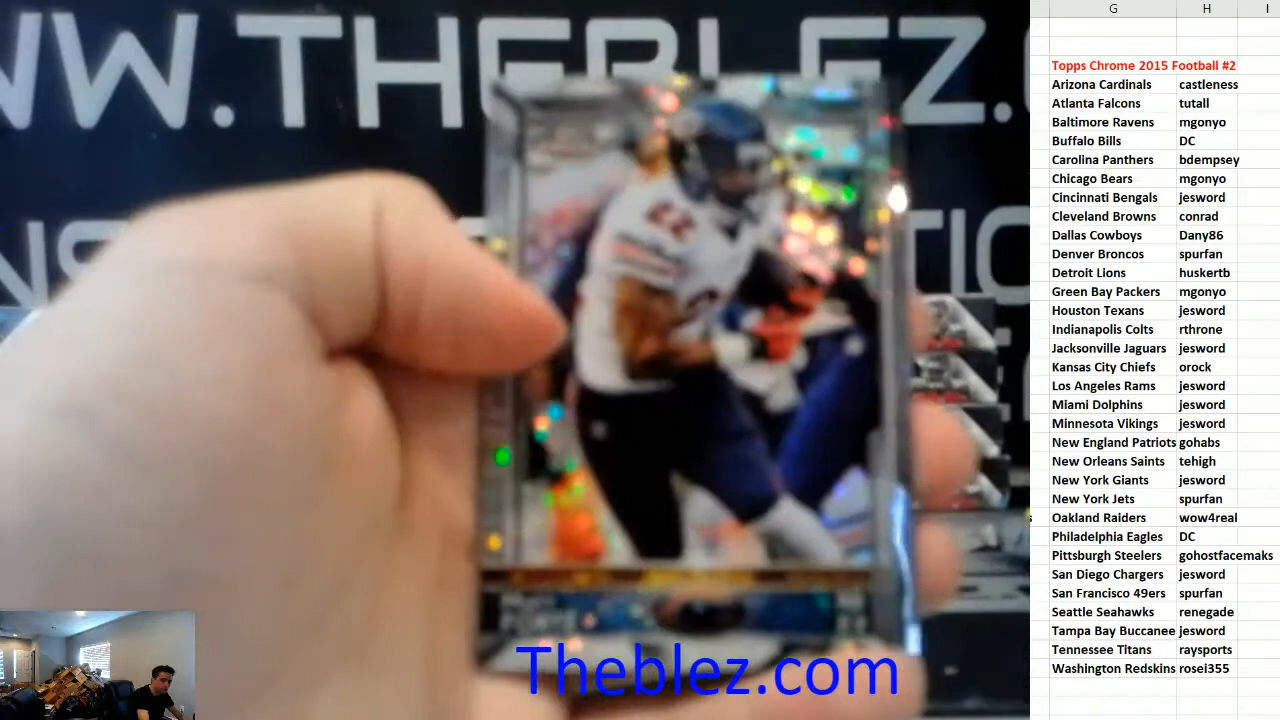 WW.THEBLEZ.C
Theblez.com
G H I
Topps Chrome 2015 Football #2
Arizona Cardinals castleness
Atlanta Falcons tutall
Baltimore Ravens mgonyo
Buffalo Bills DC
Carolina Panthers bdempsey
Chicago Bears mgonyo
Cincinnati Bengals jesword
Cleveland Browns conrad
Dallas Cowboys Dany86
Denver Broncos spurfan
Detroit Lions huskertb
Green Bay Packers mgonyo
Houston Texans jesword
Indianapolis Colts rthrone
Jacksonville Jaguars jesword
Kansas City Chiefs orock
Los Angeles Rams jesword
Miami Dolphins jesword
Minnesota Vikings jesword
New England Patriots gohabs
New Orleans Saints tehigh
New York Giants jesword
New York Jets spurfan
Oakland Raiders wow4real
Philadelphia Eagles DC
Pittsburgh Steelers gohostfacemaks
San Diego Chargers jesword
San Francisco 49ers spurfan
Seattle Seahawks renegade
Tampa Bay Buccanee jesword
Tennessee Titans raysports
Washington Redskins rosei355